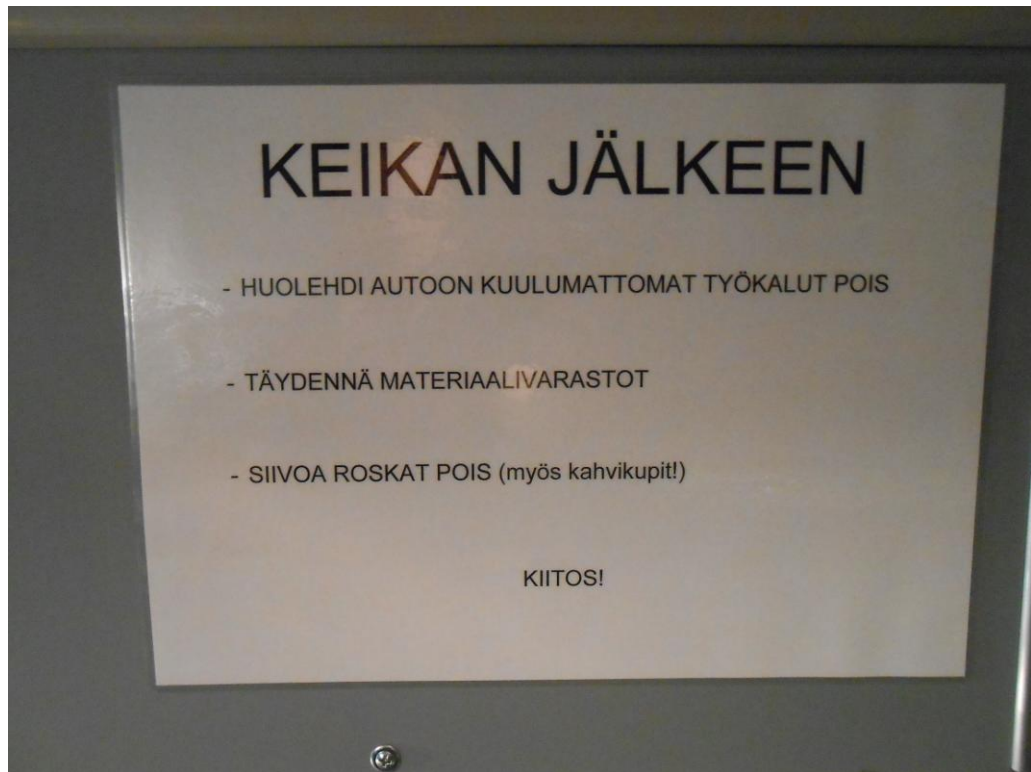 KEIKAN JÄLKEEN
- HUOLEHDI AUTOON KUULUMATTOMAT TYÖKALUT POIS
- TÄYDENNÄ MATERIAALIVARASTOT
- SIIVOA ROSKAT POIS (myös kahvikupit!)
KIITOS!